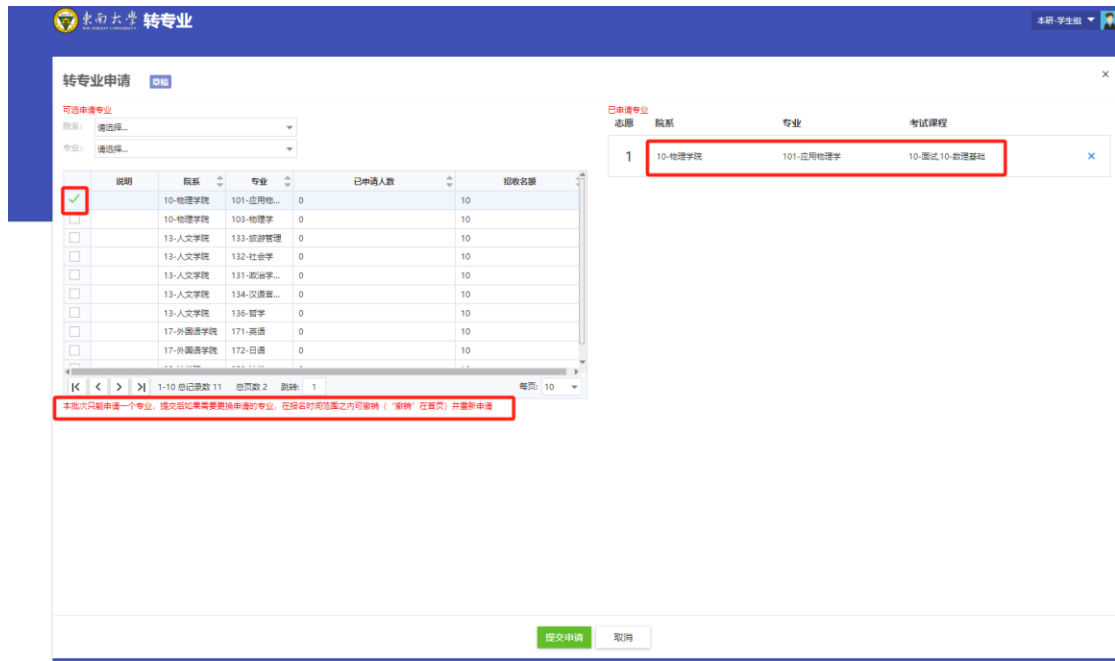 東南大學 转专业
SOUTHEAST UNIVERSITY
本研-学生组
转专业申请 草稿
×
可选申请专业
院系: 请选择...
专业: 请选择...
说明 院系 专业 已申请人数 招收名额
10-物理学院 101-应用物... 0 10
10-物理学院 103-物理学 0 10
13-人文学院 133-旅游管理 0 10
13-人文学院 132-社会学 0 10
13-人文学院 131-政治学... 0 10
13-人文学院 134-汉语言... 0 10
13-人文学院 136-哲学 0 10
17-外国语学院 171-英语 0 10
17-外国语学院 172-日语 0 10
1-10 总记录数 11 总页数 2 跳转: 1 每页: 10
本批次只能申请一个专业，提交后如果需要更换申请的专业，在报名时间范围之内可撤销（“撤销”在首页）并重新申请
已申请专业
志愿 院系 专业 考试课程
1 10-物理学院 101-应用物理学 10-面试,10-数理基础 ×
提交申请 取消